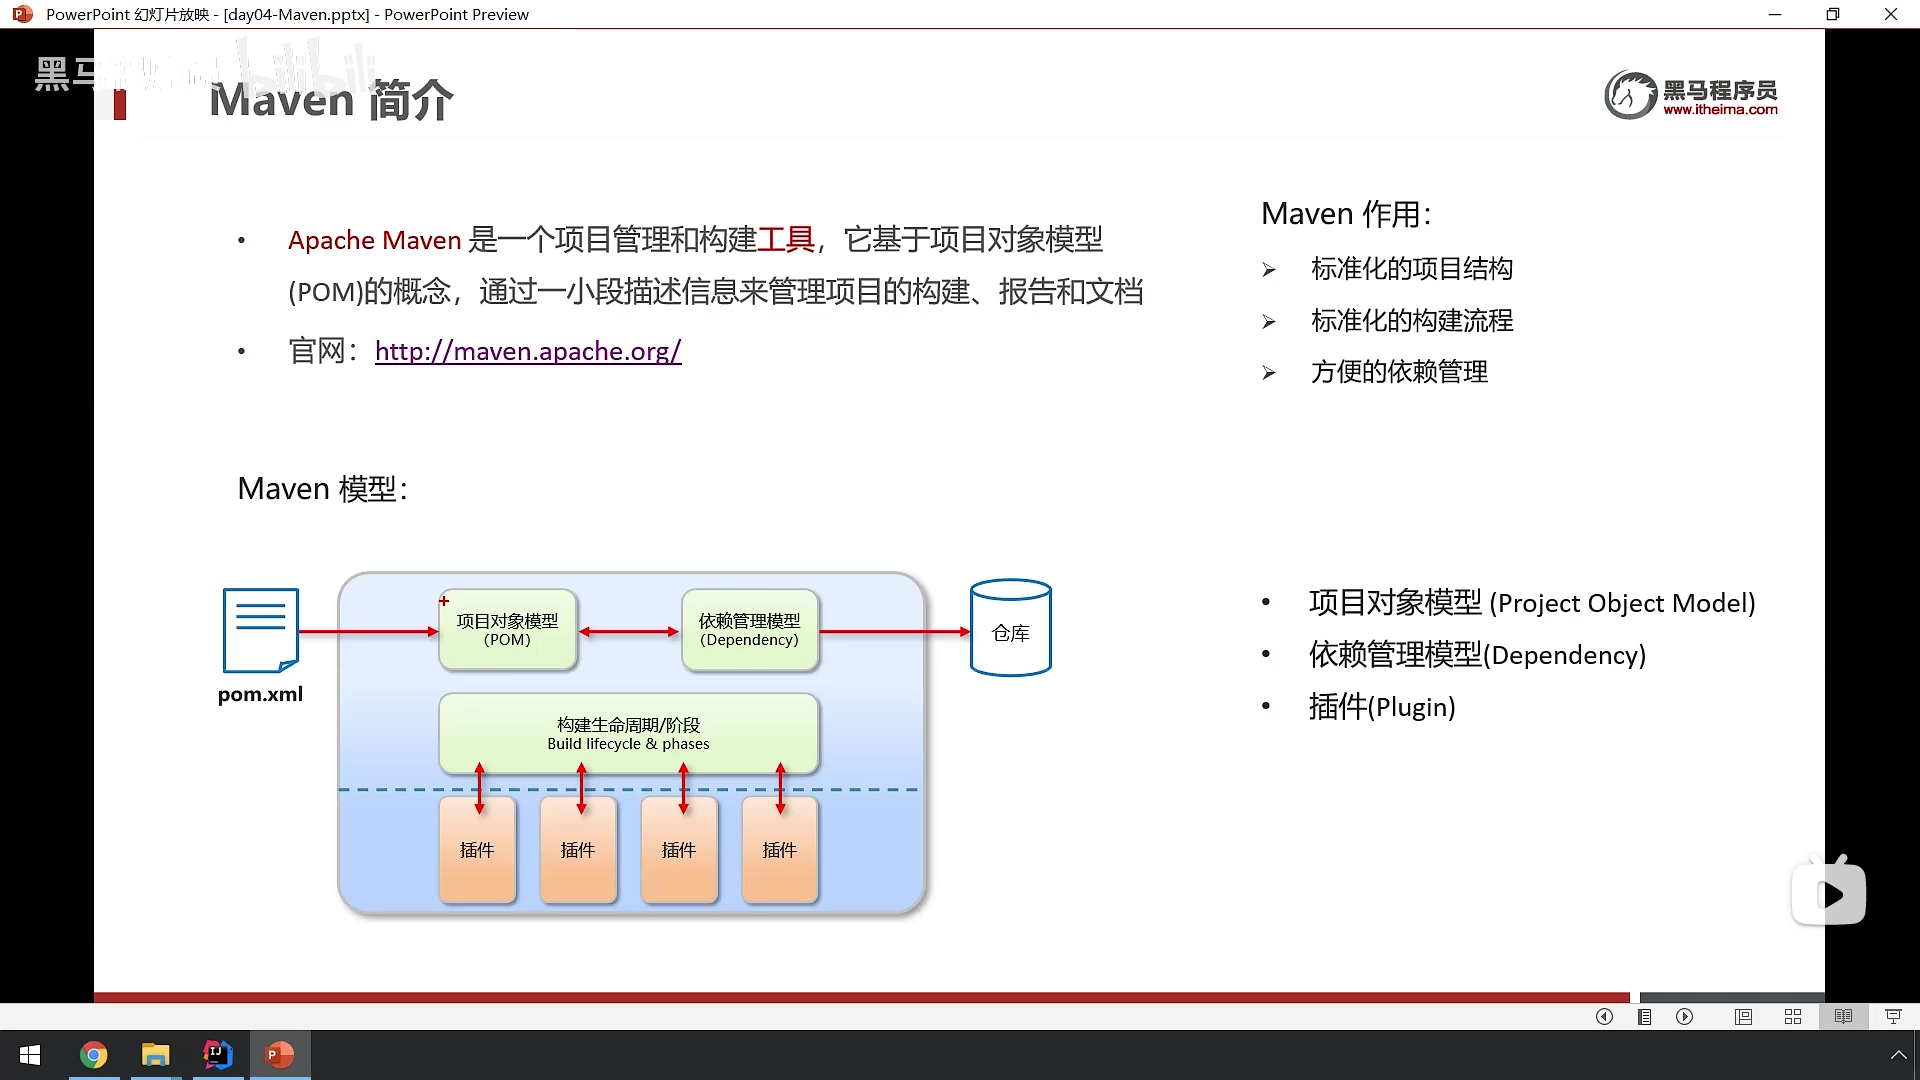 PowerPoint 幻灯片放映 - [day04-Maven.pptx] - PowerPoint Preview
bilibili
Maven 简介
黑马程序员
www.itheima.com
• Apache Maven 是一个项目管理和构建工具，它基于项目对象模型
(POM)的概念，通过一小段描述信息来管理项目的构建、报告和文档
• 官网：http://maven.apache.org/
Maven 作用：
➢ 标准化的项目结构
➢ 标准化的构建流程
➢ 方便的依赖管理
Maven 模型：
pom.xml
项目对象模型
(POM)
依赖管理模型
(Dependency)
仓库
构建生命周期/阶段
Build lifecycle & phases
插件
插件
插件
插件
• 项目对象模型 (Project Object Model)
• 依赖管理模型(Dependency)
• 插件(Plugin)